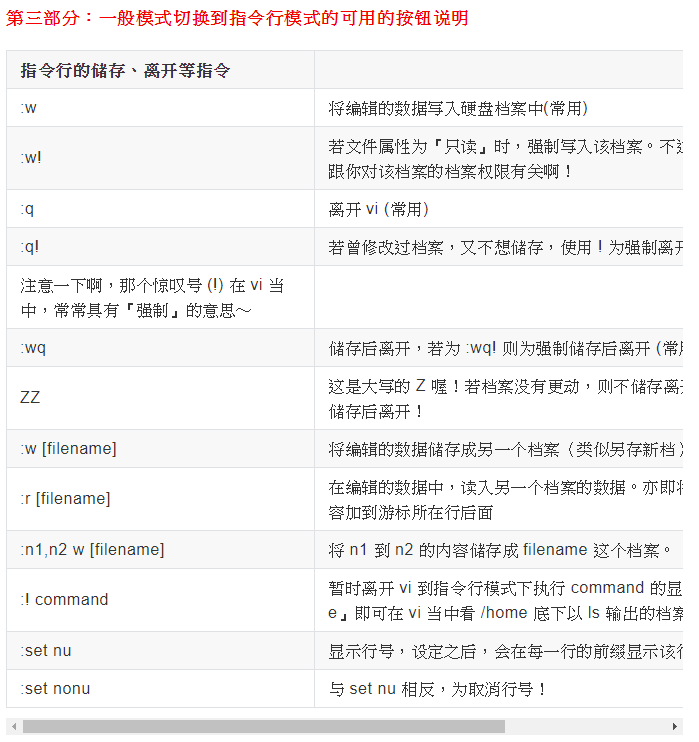 第三部分：一般模式切换到指令行模式的可用的按钮说明
指令行的储存、离开等指令
:w
将编辑的数据写入硬盘档案中(常用)
:w!
若文件属性为『只读』时，强制写入该档案。不过
跟你对该档案的档案权限有关啊！
:q
离开 vi (常用)
:q!
若曾修改过档案，又不想储存，使用 ! 为强制离开
注意一下啊，那个惊叹号 (!) 在 vi 当
中，常常具有『强制』的意思～
:wq
储存后离开，若为 :wq! 则为强制储存后离开 (常用
ZZ
这是大写的 Z 喔！若档案没有更动，则不储存离开
储存后离开！
:w [filename]
将编辑的数据储存成另一个档案（类似另存新档）
:r [filename]
在编辑的数据中，读入另一个档案的数据。亦即将
容加到游标所在行后面
:n1,n2 w [filename]
将 n1 到 n2 的内容储存成 filename 这个档案。
:! command
暂时离开 vi 到指令行模式下执行 command 的显
e』即可在 vi 当中看 /home 底下以 ls 输出的档案
:set nu
显示行号，设定之后，会在每一行的前缀显示该行
:set nonu
与 set nu 相反，为取消行号！